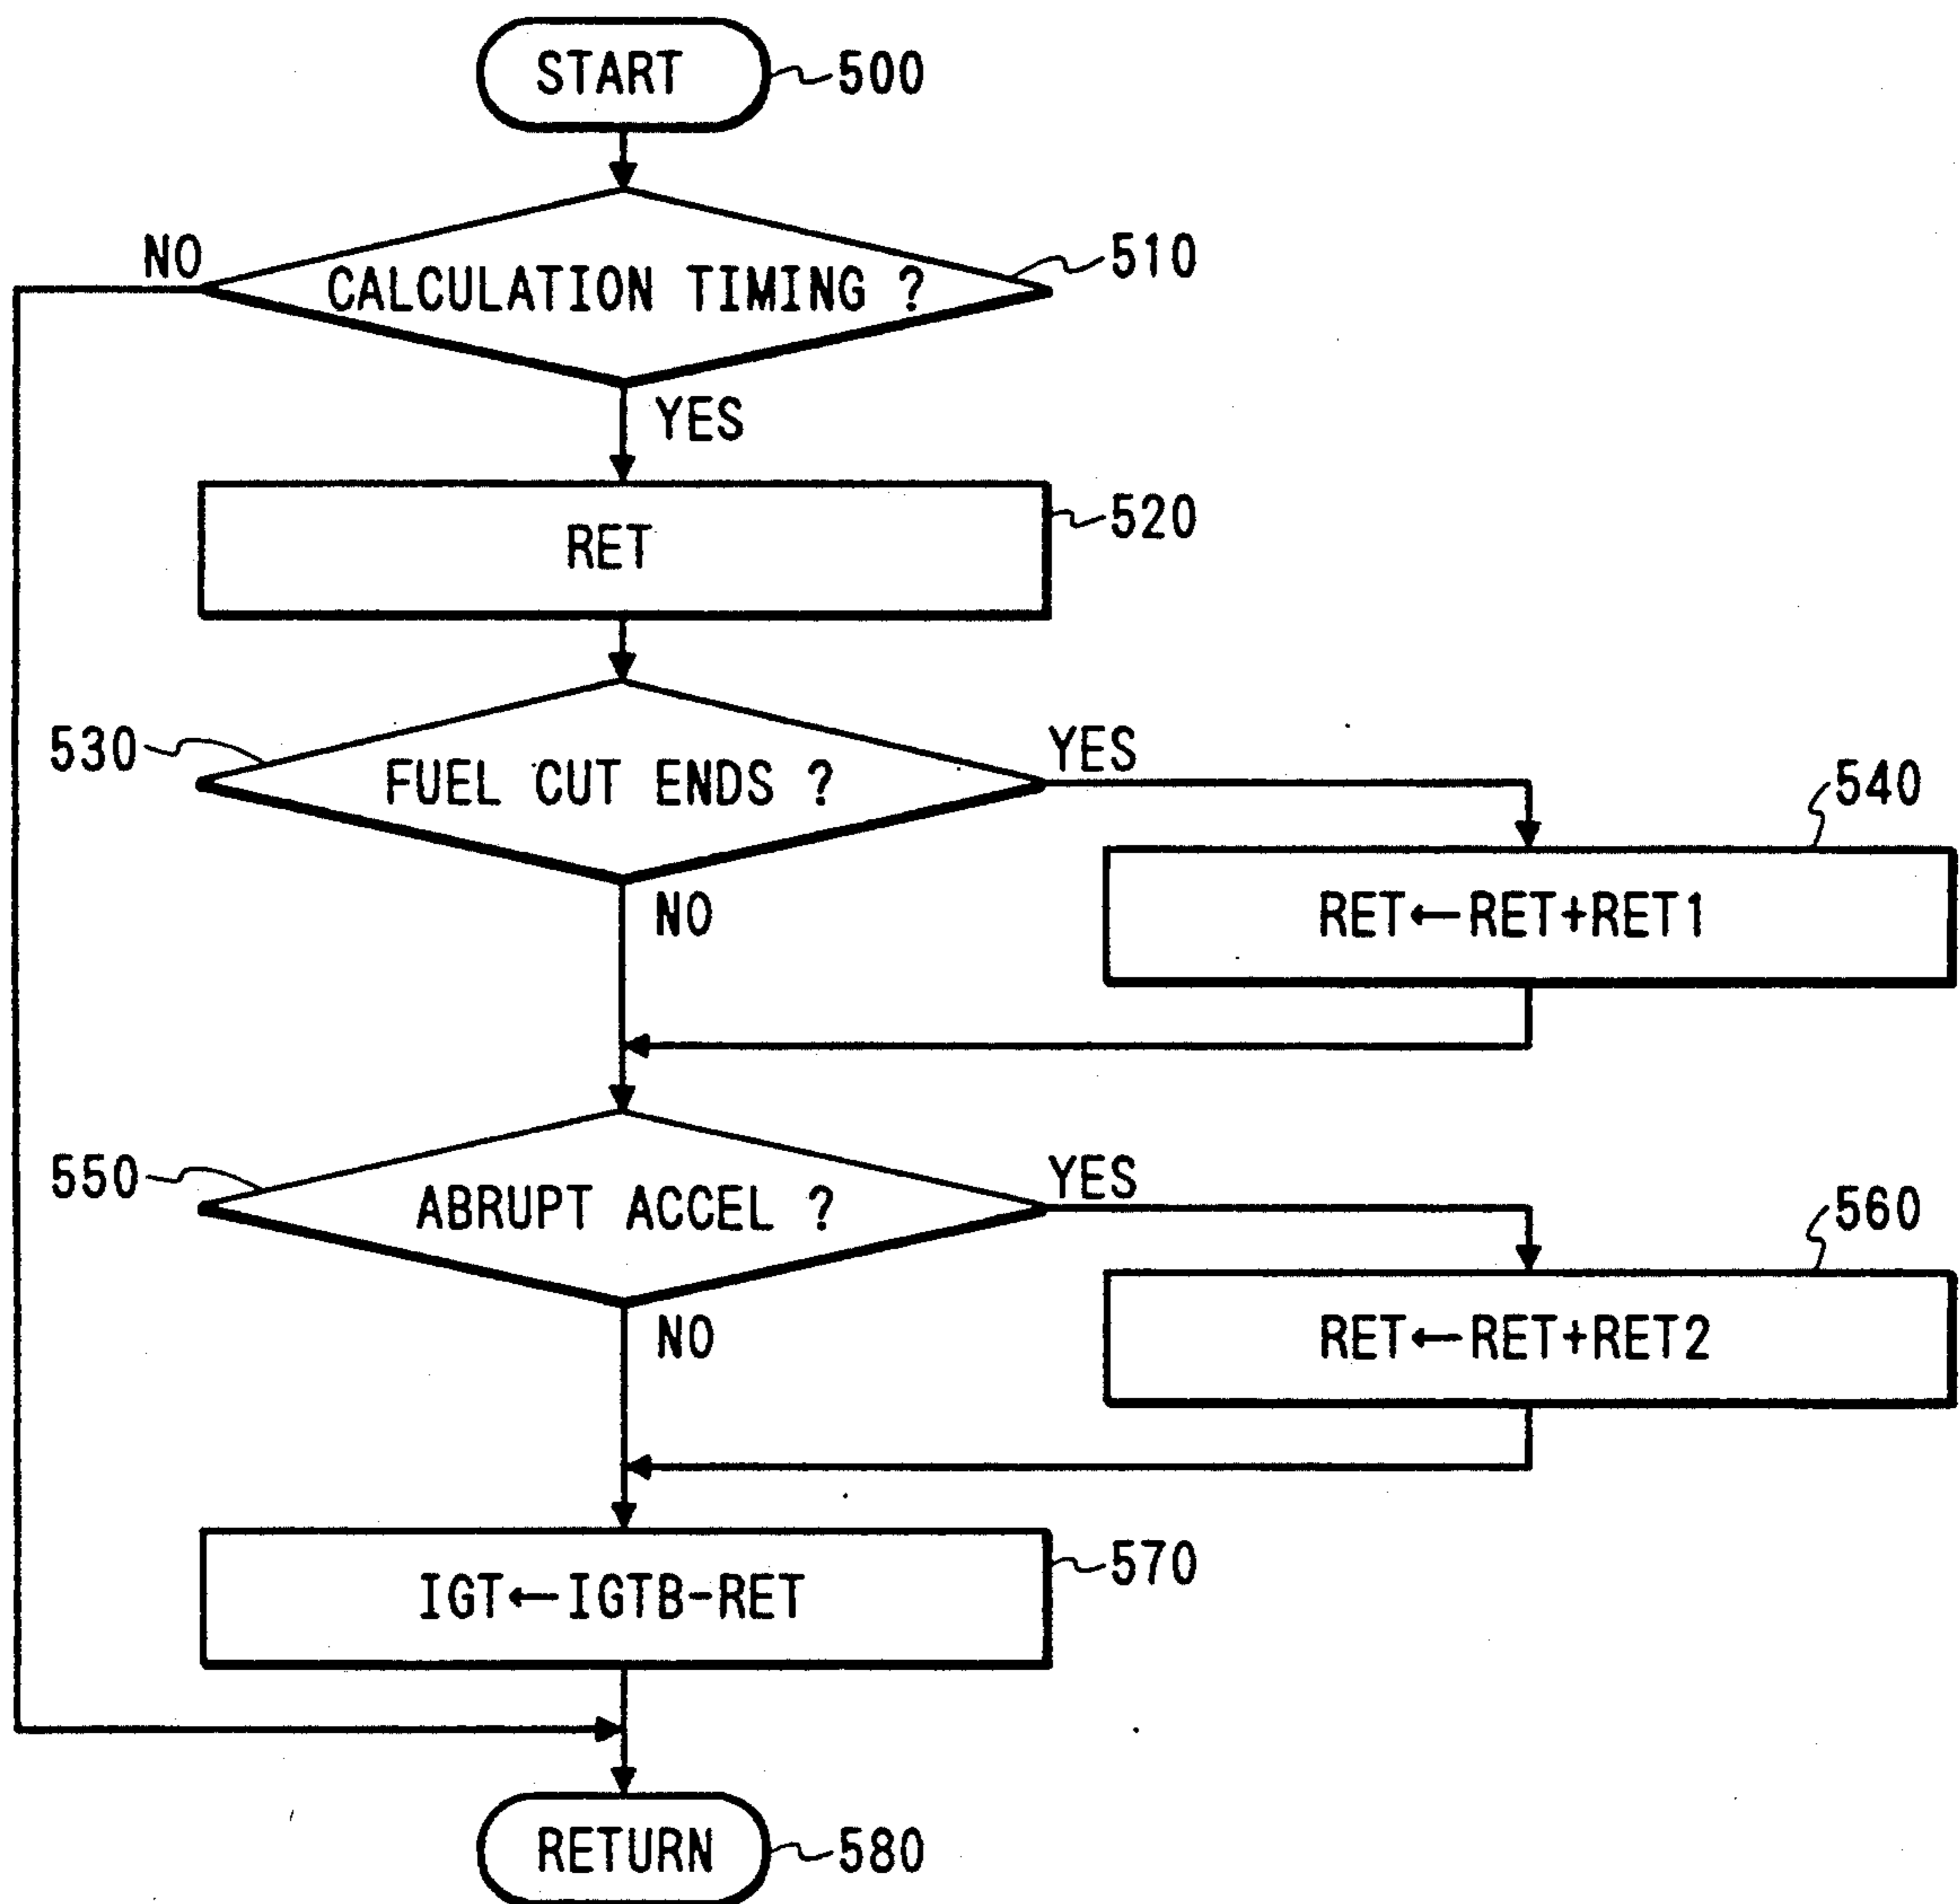 START
500
NO
CALCULATION TIMING ?
510
YES
RET
520
530
FUEL CUT ENDS ?
YES
540
RET←RET+RET1
NO
550
ABRUPT ACCEL ?
YES
560
RET←RET+RET2
NO
IGT←IGTB-RET
570
RETURN
580